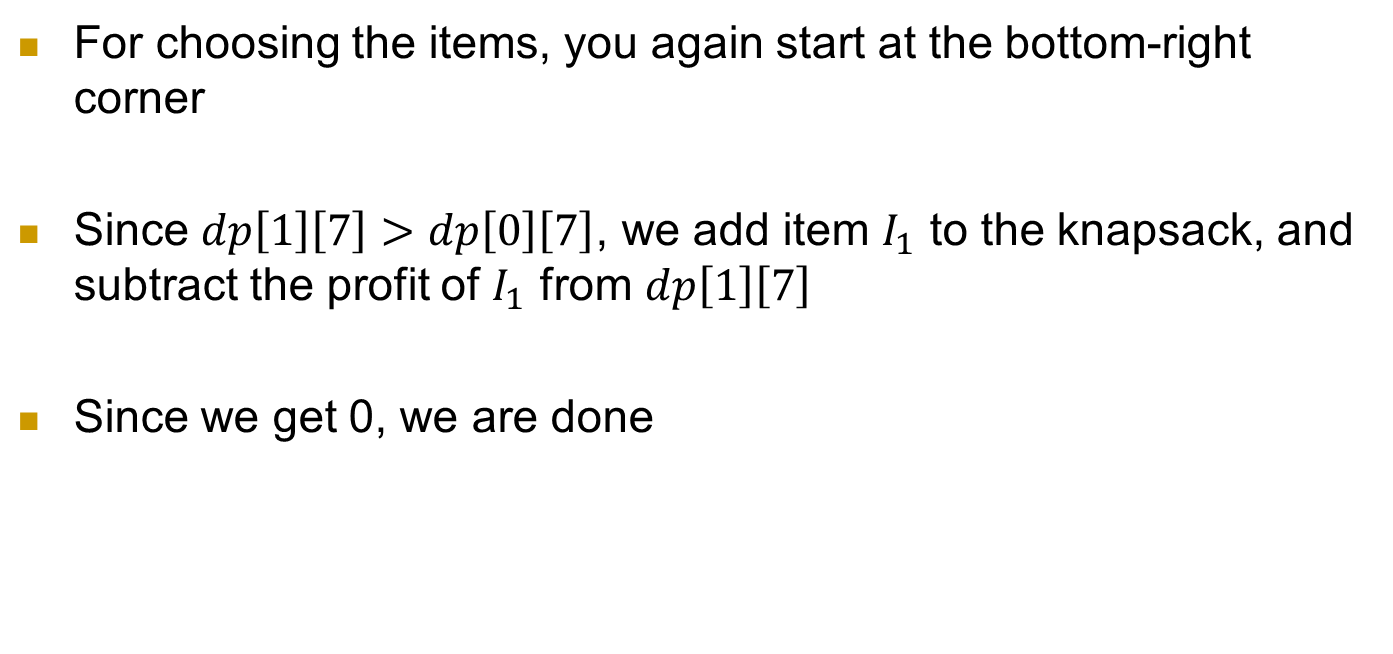 For choosing the items, you again start at the bottom-right
corner
Since dp[1][7] > dp[0][7], we add item I₁ to the knapsack, and
subtract the profit of I₁ from dp[1][7]
Since we get 0, we are done